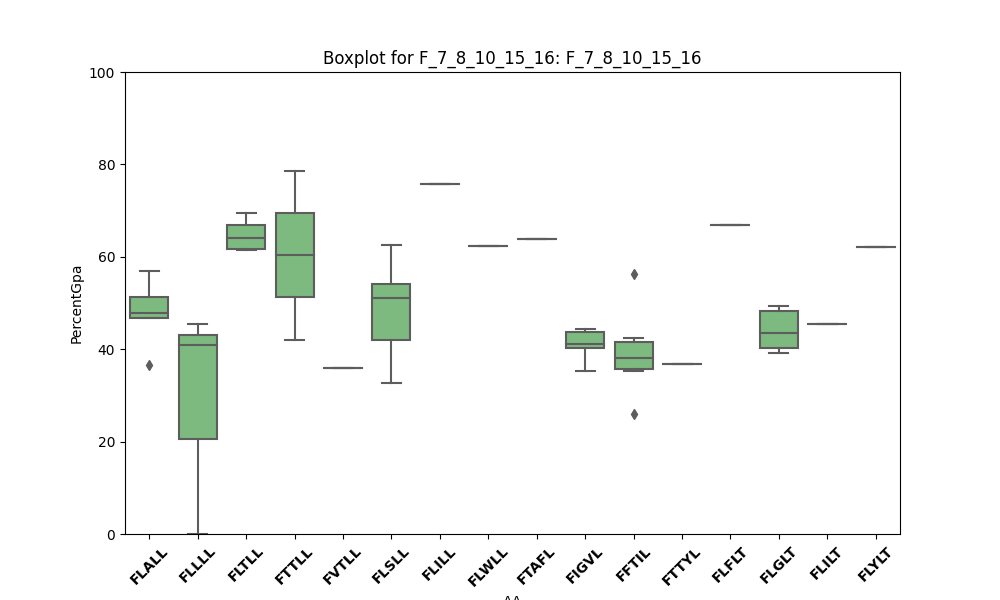 Boxplot for F_7_8_10_15_16: F_7_8_10_15_16
100
80
60
40
20
0
PercentGpa
FLALL
FLLLL
FLTLL
FTTLL
FVTLL
FLSLL
FLILL
FLWLL
FTAFL
FIGVL
FFTIL
FTTYL
FLFLT
FLGLT
FLILT
FLYLT
AA